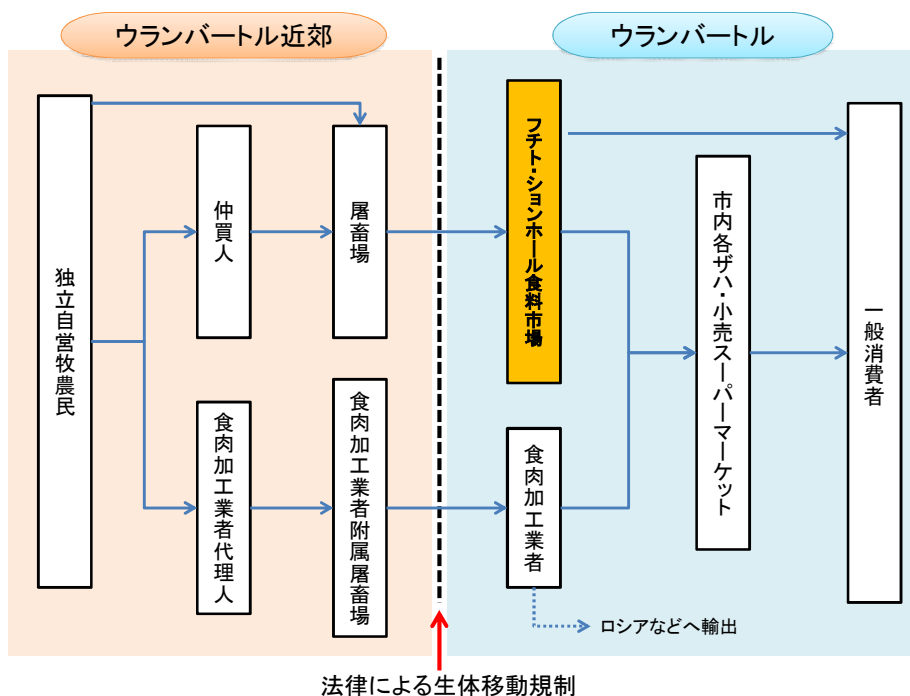 ウランバートル近郊
ウランバートル
独立自営牧農民
仲買人
屠畜場
食肉加工業者代理人
食肉加工業者附属屠畜場
フチト・ションホール食料市場
食肉加工業者
市内各ザハ・小売スーパーマーケット
一般消費者
ロシアなどへ輸出
法律による生体移動規制